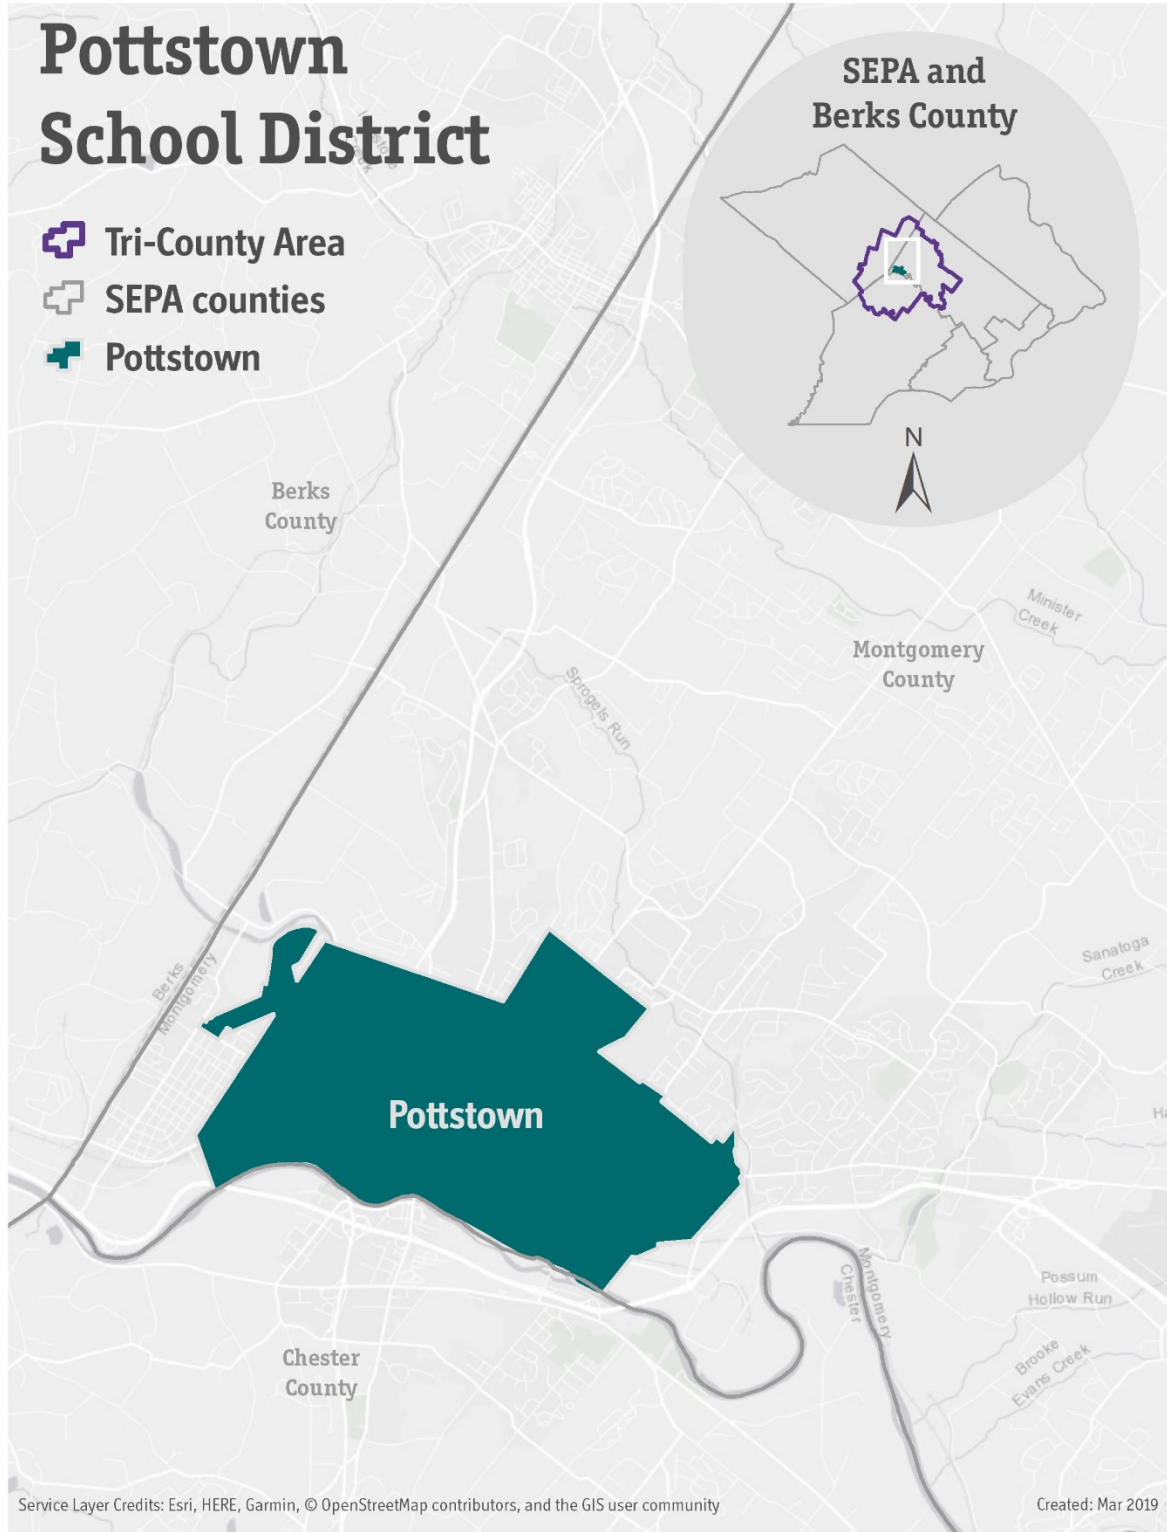 Pottstown
School District
Tri-County Area
SEPA counties
Pottstown
SEPA and
Berks County
N
Berks
County
Minister
Creek
Montgomery
County
Sprogels Run
Sanatoga
Creek
Berks
Montgomery
Pottstown
Montgomery
Chester
Possum
Hollow Run
Brooke
Evans Creek
Chester
County
Service Layer Credits: Esri, HERE, Garmin, © OpenStreetMap contributors, and the GIS user community
Created: Mar 2019